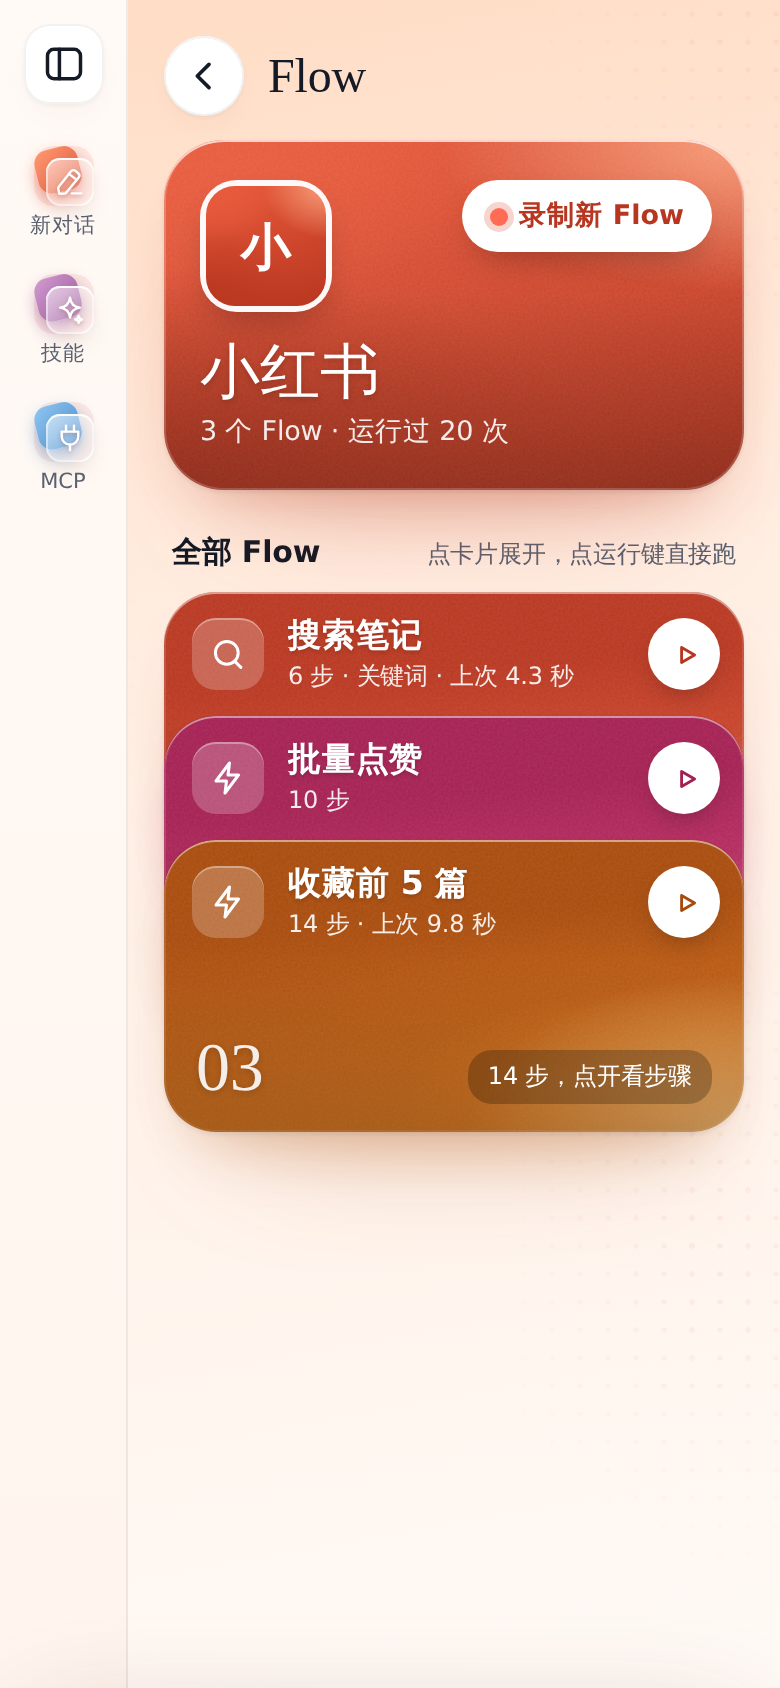 Flow
新对话
技能
MCP
小
录制新 Flow
小红书
3 个 Flow · 运行过 20 次
全部 Flow
点卡片展开，点运行键直接跑
搜索笔记
6 步 · 关键词 · 上次 4.3 秒
批量点赞
10 步
收藏前 5 篇
14 步 · 上次 9.8 秒
03
14 步，点开看步骤